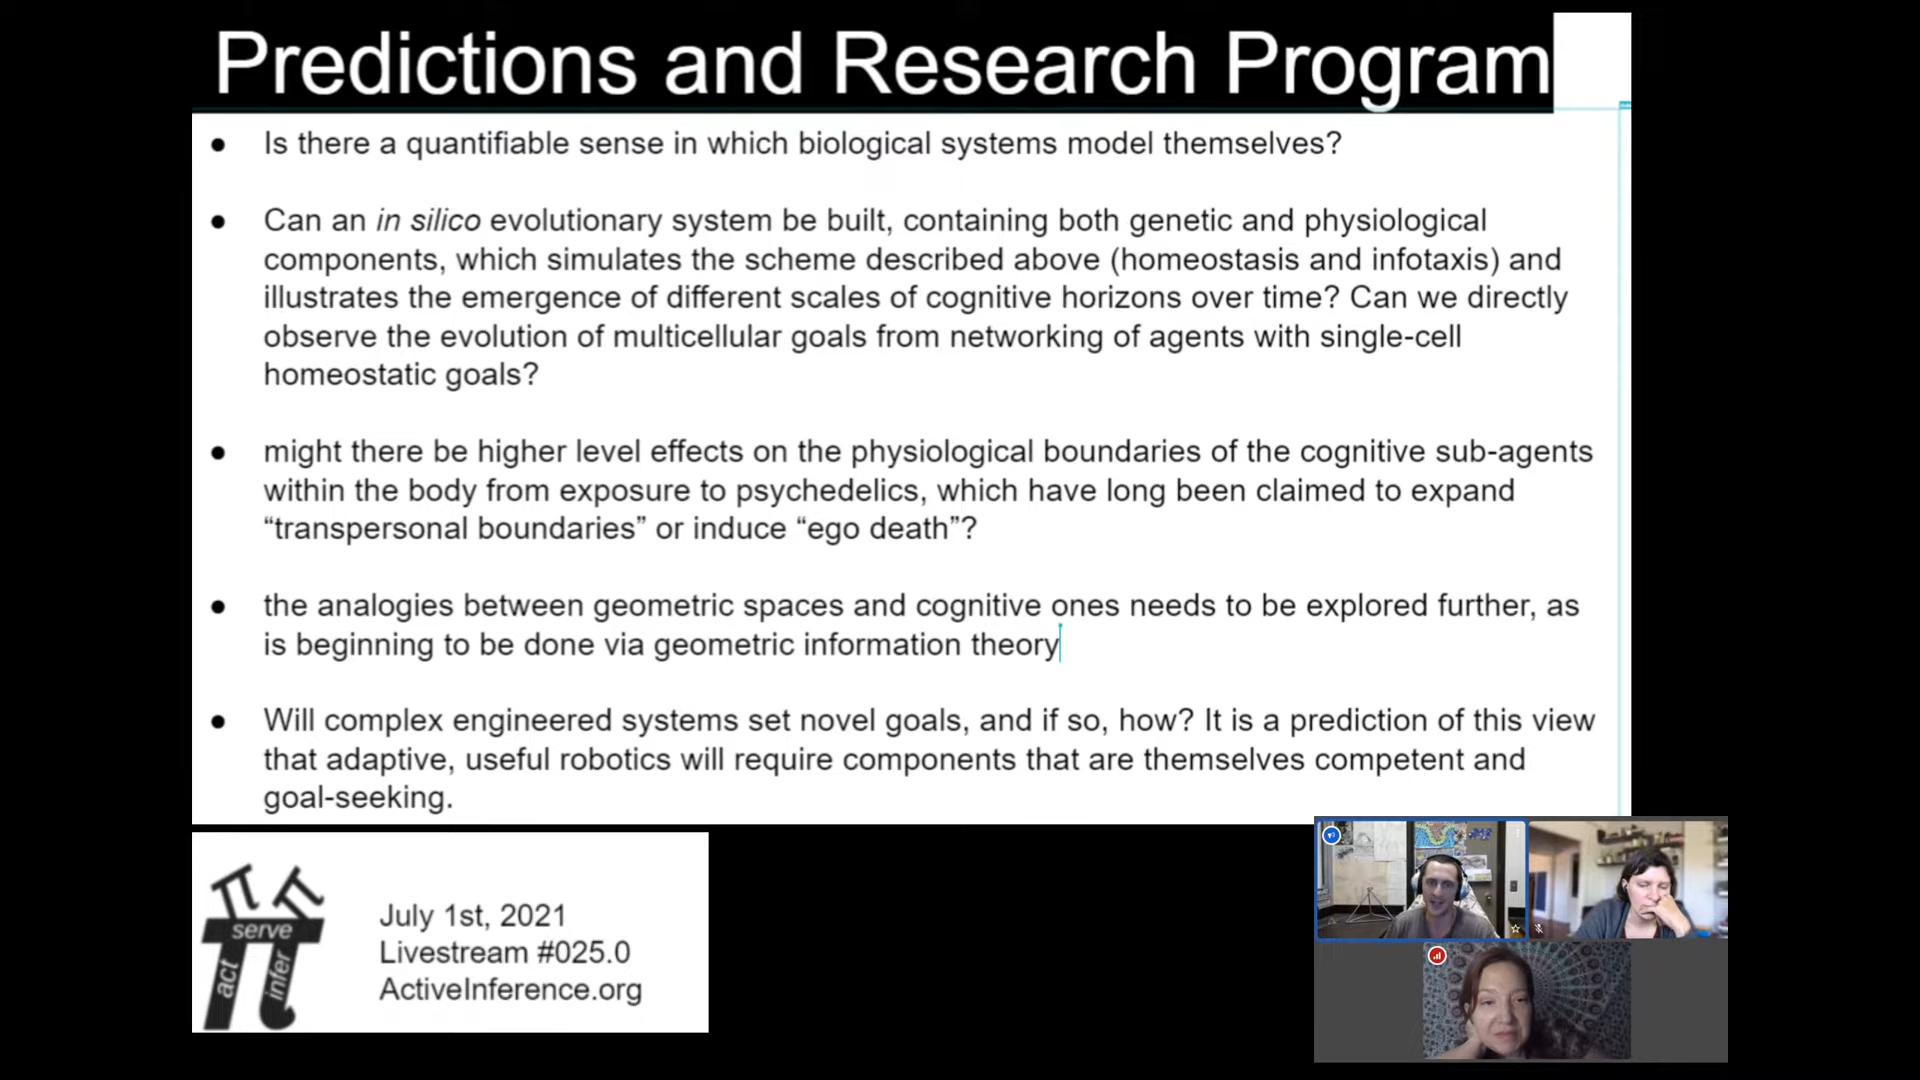 Predictions and Research Program
● Is there a quantifiable sense in which biological systems model themselves?
● Can an in silico evolutionary system be built, containing both genetic and physiological
components, which simulates the scheme described above (homeostasis and infotaxis) and
illustrates the emergence of different scales of cognitive horizons over time? Can we directly
observe the evolution of multicellular goals from networking of agents with single-cell
homeostatic goals?
● might there be higher level effects on the physiological boundaries of the cognitive sub-agents
within the body from exposure to psychedelics, which have long been claimed to expand
“transpersonal boundaries” or induce “ego death”?
● the analogies between geometric spaces and cognitive ones needs to be explored further, as
is beginning to be done via geometric information theory
● Will complex engineered systems set novel goals, and if so, how? It is a prediction of this view
that adaptive, useful robotics will require components that are themselves competent and
goal-seeking.
serve
act
infer
July 1st, 2021
Livestream #025.0
ActiveInference.org